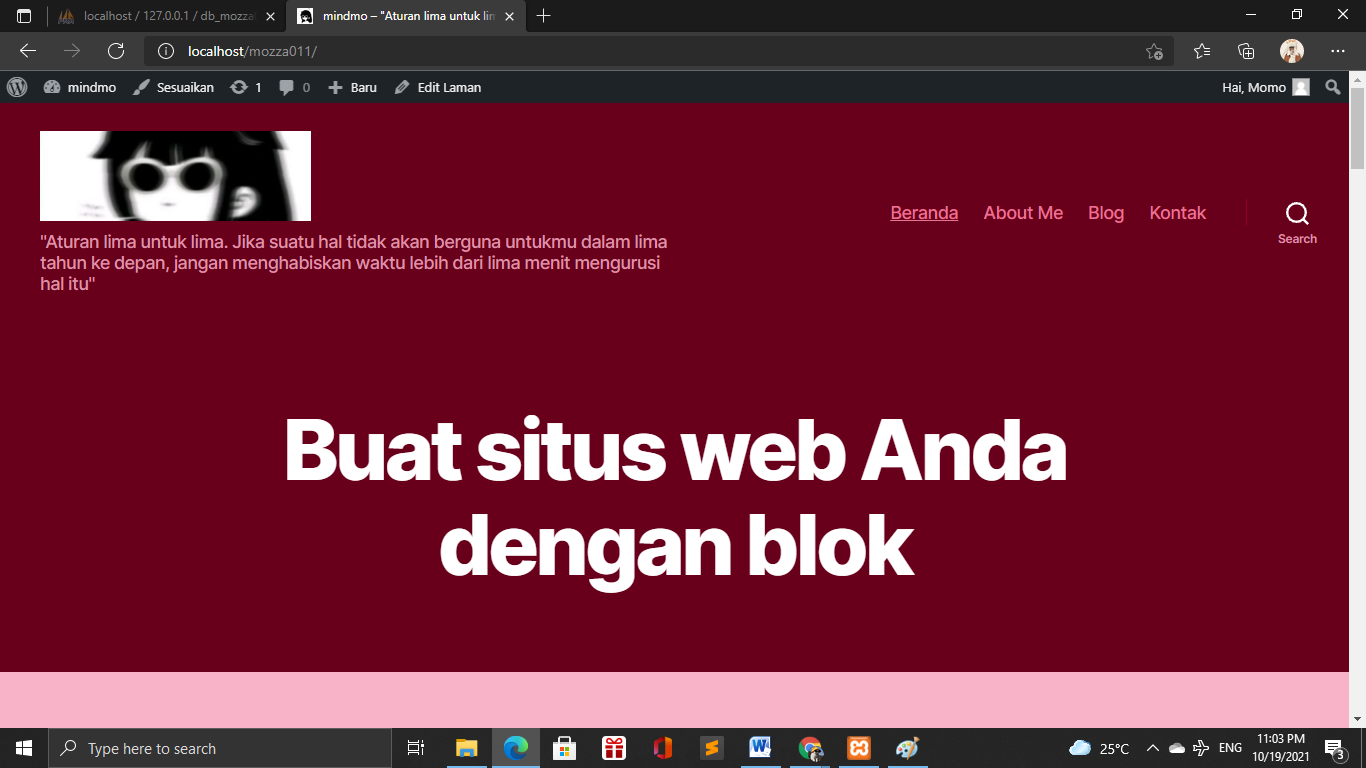 localhost / 127.0.0.1 / db_mozza
mindmo – "Aturan lima untuk lim
localhost/mozza011/
mindmo Sesuaikan 1 0 Baru Edit Laman Hai, Momo
Beranda About Me Blog Kontak
Search
"Aturan lima untuk lima. Jika suatu hal tidak akan berguna untukmu dalam lima
tahun ke depan, jangan menghabiskan waktu lebih dari lima menit mengurusi
hal itu"
Buat situs web Anda
dengan blok
Type here to search
25°C
ENG
11:03 PM
10/19/2021
3